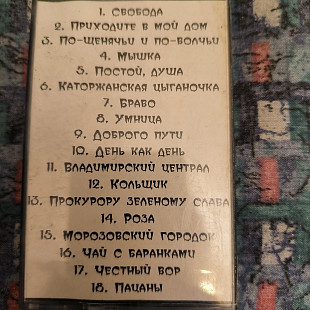 1. Свобода
2. Приходите в мой дом
3. По-щенячьи и по-волчьи
4. Мышка
5. Постой, душа
6. Каторжанская цыганочка
7. Браво
8. Умница
9. Доброго пути
10. День как день
11. Владимирский централ
12. Кольщик
13. Прокурору зеленому слава
14. Роза
15. Морозовский городок
16. Чай с баранками
17. Честный вор
18. Пацаны